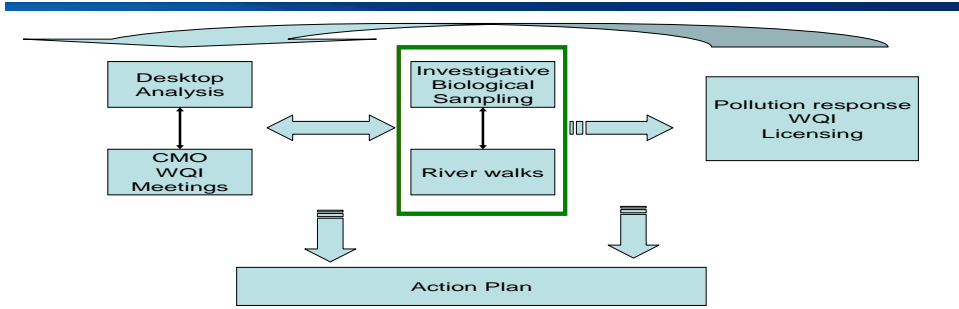 Desktop
Analysis
CMO
WQI
Meetings
Investigative
Biological
Sampling
River walks
Pollution response
WQI
Licensing
Action Plan